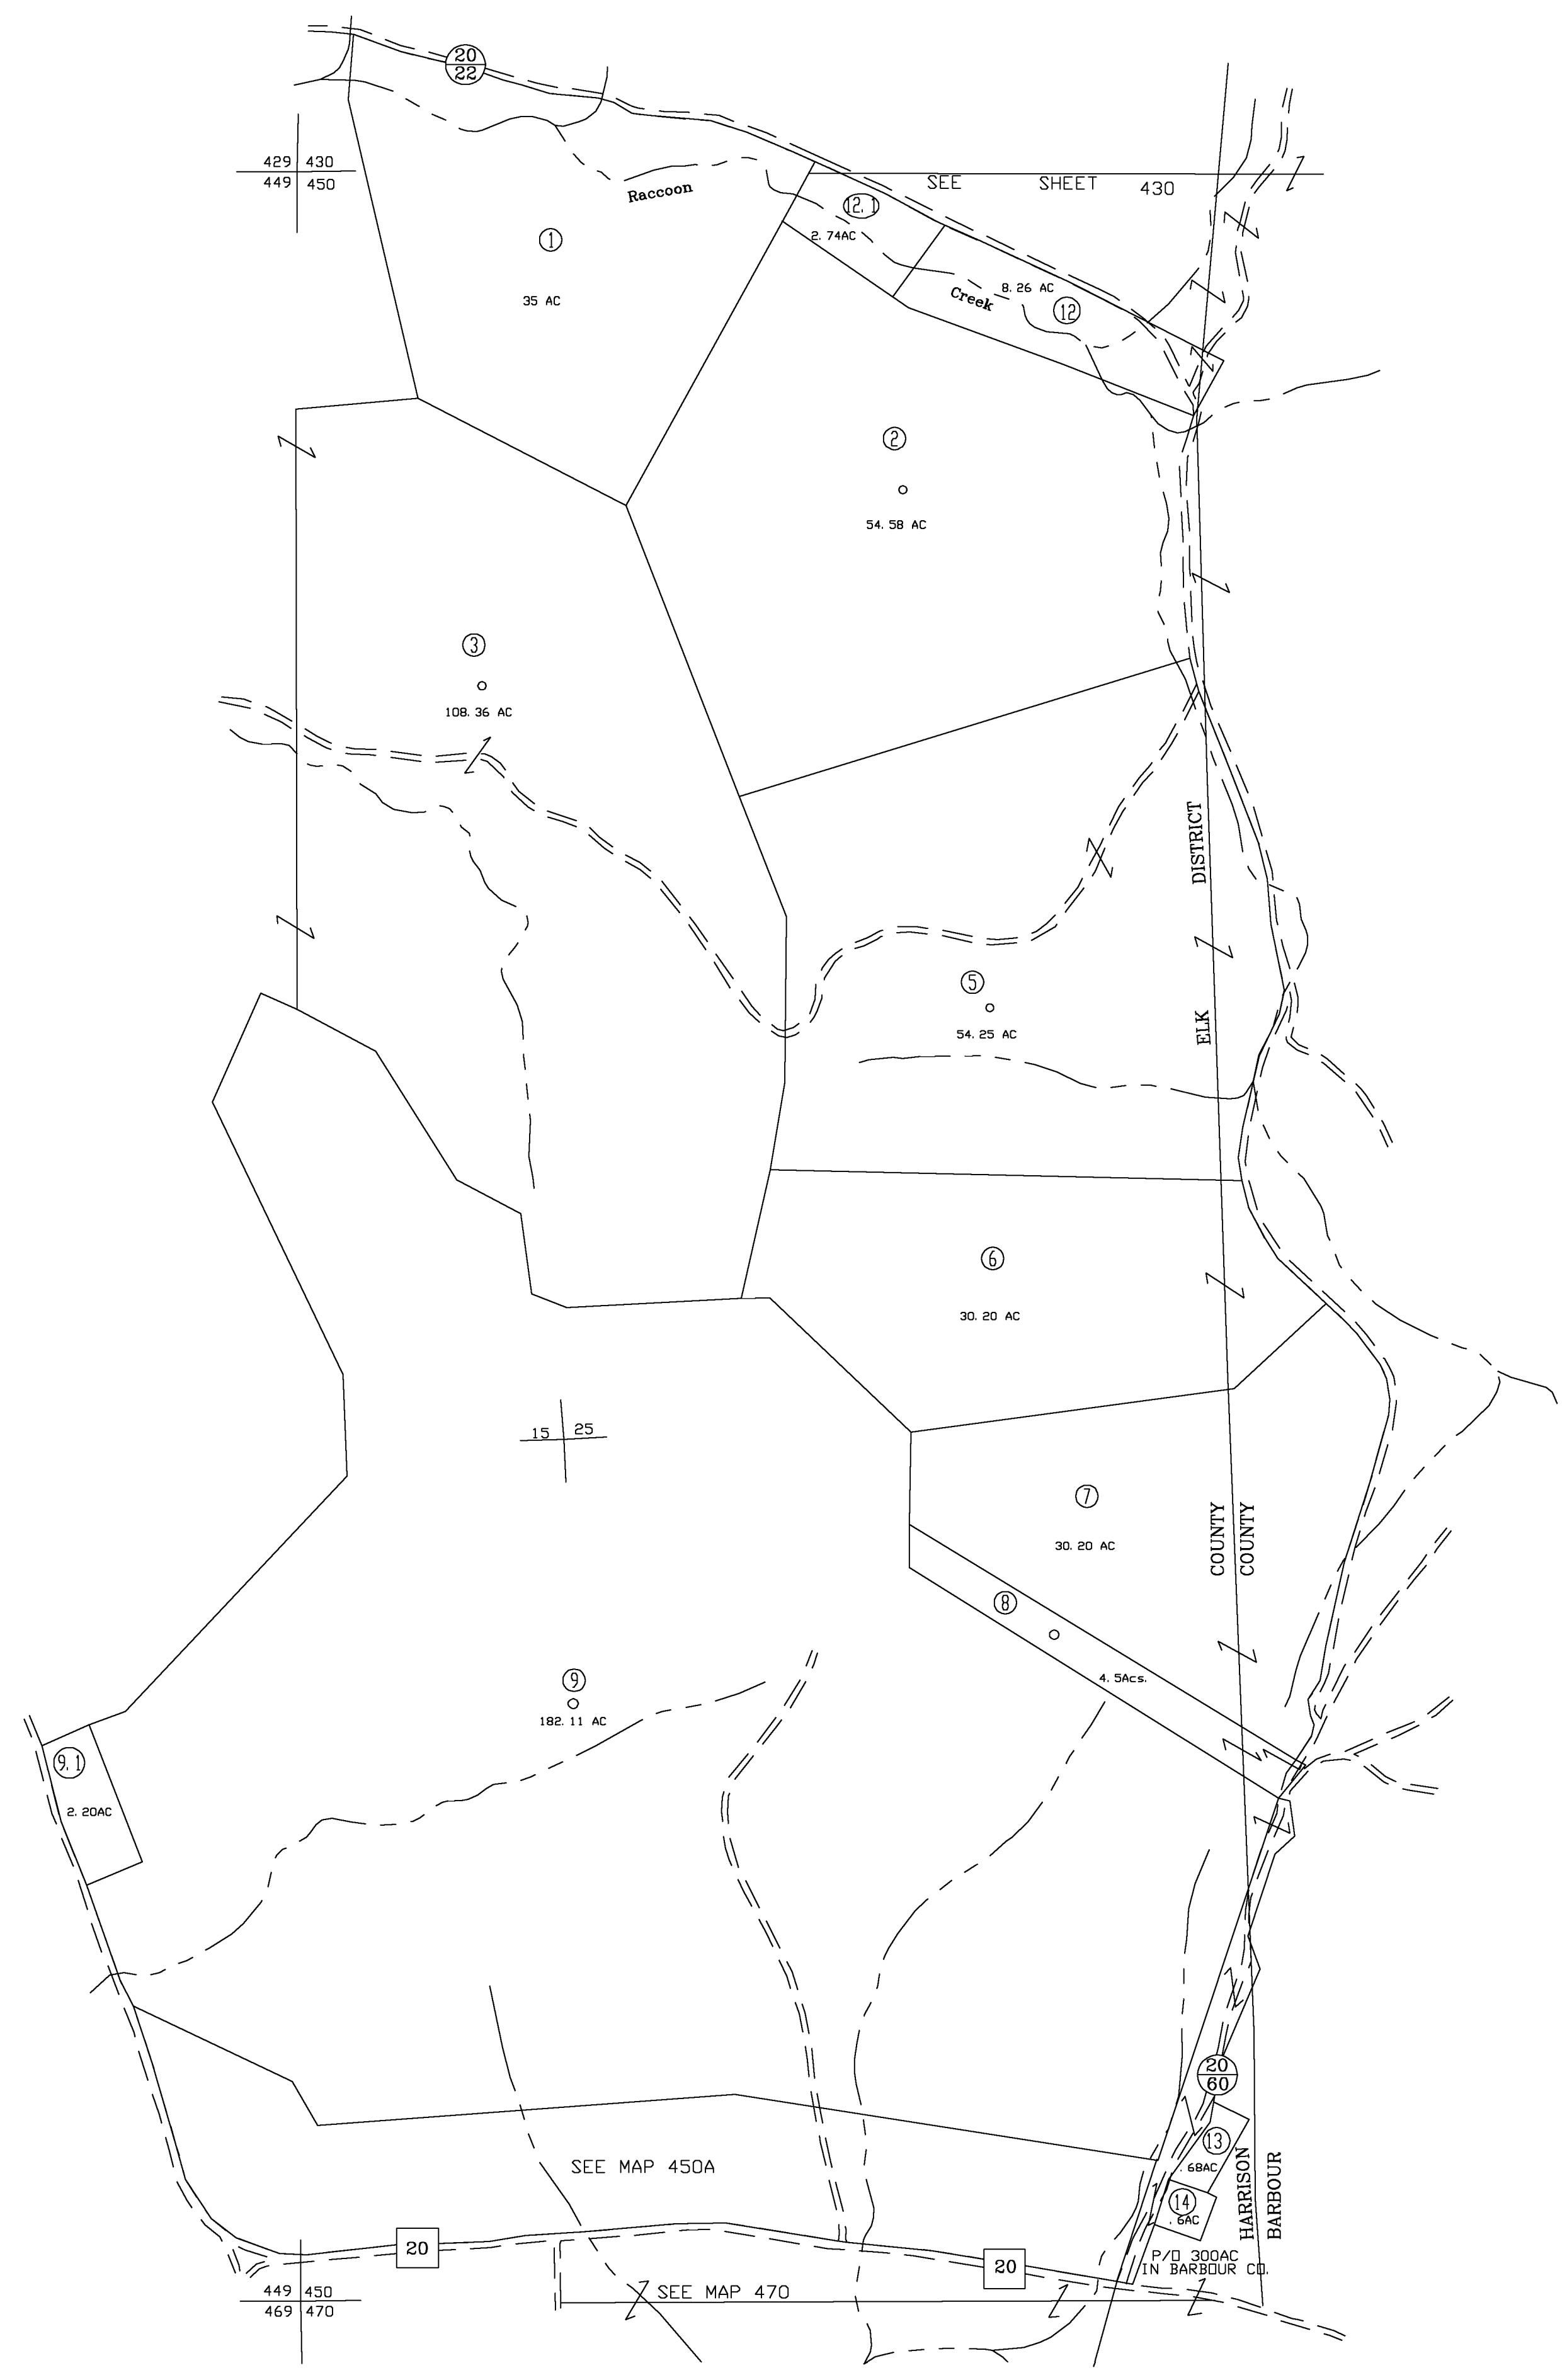 20
22
429 430
449 450
SEE SHEET 430
Raccoon
12.1
2.74AC
1
35 AC
8.26 AC
Creek
12
2
54.58 AC
3
108.36 AC
DISTRICT
ELK
5
54.25 AC
6
30.20 AC
15 25
7
30.20 AC
COUNTY
COUNTY
8
4.5Acs.
9
182.11 AC
9.1
2.20AC
20
60
13
.68AC
14
.6AC
HARRISON
BARBOUR
SEE MAP 450A
20
20
P/O 300AC
IN BARBOUR CO.
449 450
469 470
SEE MAP 470